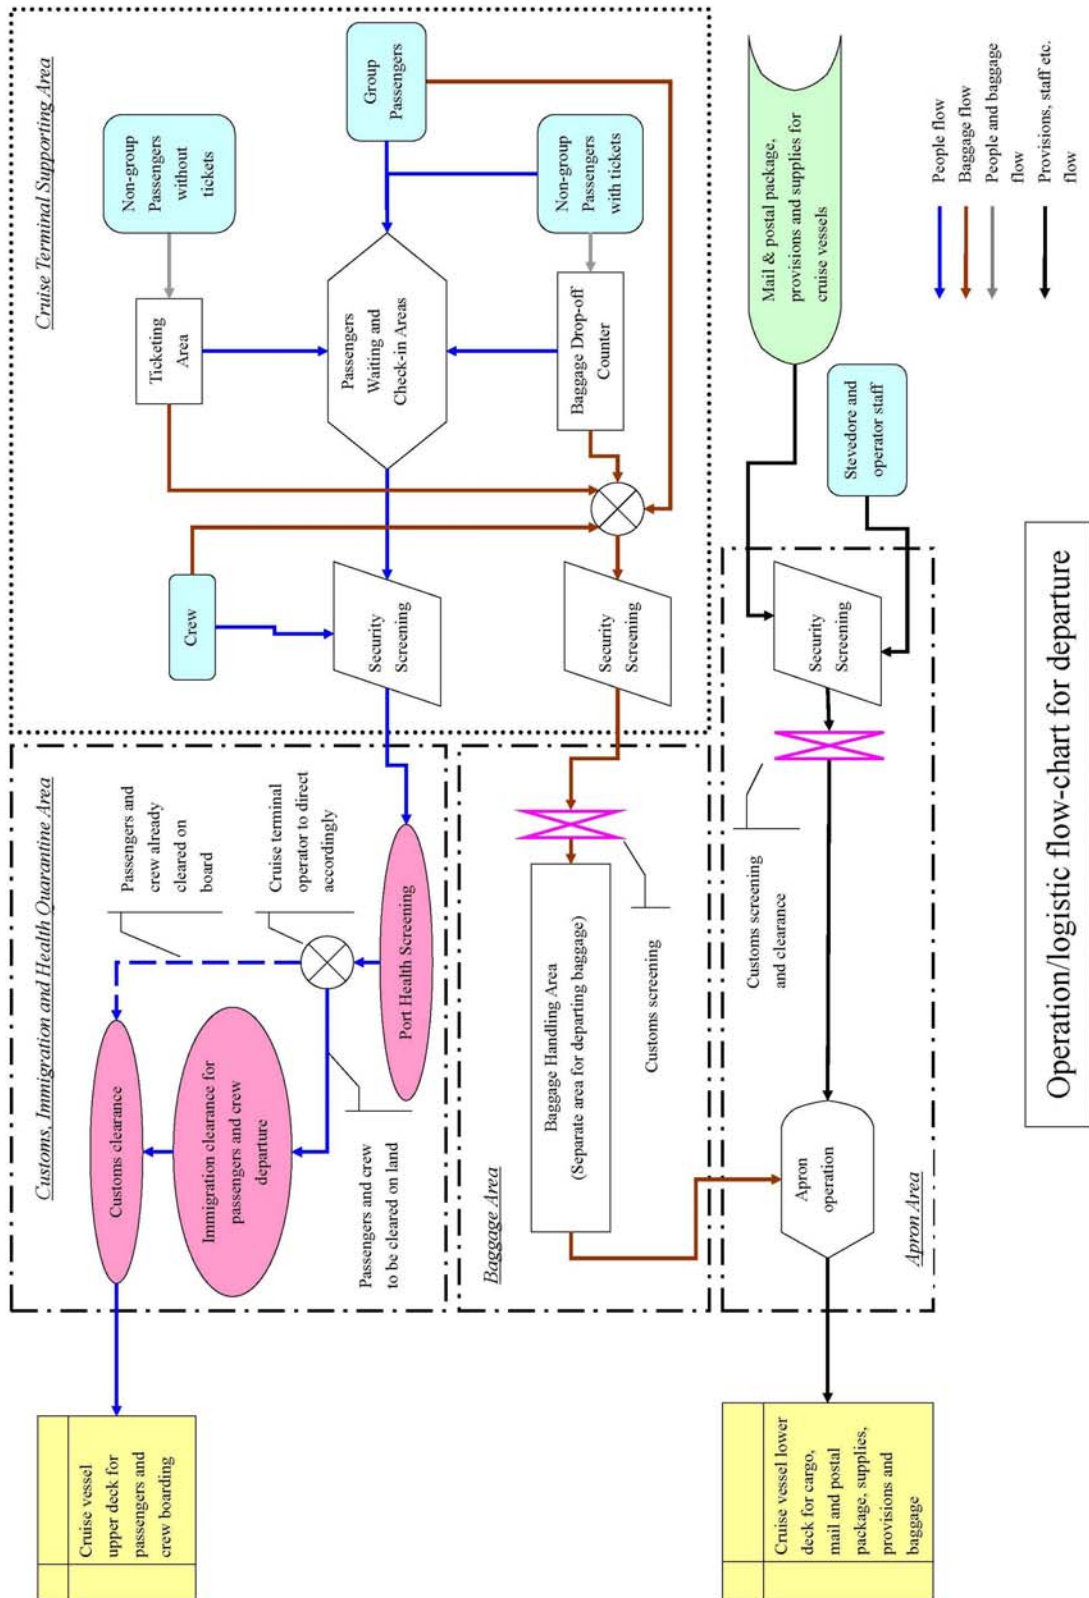 Cruise Terminal Supporting Area
Non-group
Passengers
without
tickets
Group
Passengers
Non-group
Passengers
with tickets
Ticketing
Area
Passengers
Waiting and
Check-in Areas
Baggage Drop-off
Counter
Crew
Security
Screening
Security
Screening
Customs, Immigration and Health Quarantine Area
Passengers and
crew already
cleared on
board
Cruise terminal
operator to direct
accordingly
Port Health Screening
Customs clearance
Immigration clearance for
passengers and crew
departure
Passengers and crew
to be cleared on land
Baggage Area
Baggage Handling Area
(Separate area for departing baggage)
Customs screening
Mail & postal package,
provisions and supplies for
cruise vessels
Stevedore and
operator staff
Security
Screening
Customs screening
and clearance
Apron
operation
Apron Area
Cruise vessel
upper deck for
passengers and
crew boarding
Cruise vessel lower
deck for cargo,
mail and postal
package, supplies,
provisions and
baggage
People flow
Baggage flow
People and baggage
flow
Provisions, staff etc.
flow
Operation/logistic flow-chart for departure